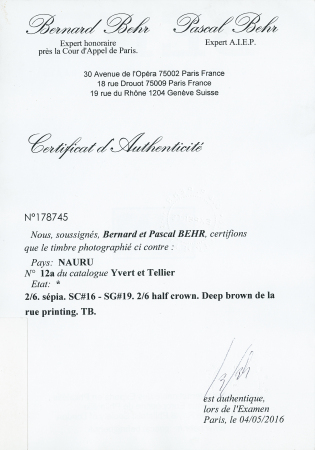 Bernard Behr Pascal Behr
Expert honoraire Expert A.I.E.P.
près la Cour d'Appel de Paris.
30 Avenue de l'Opéra 75002 Paris France
18 rue Drouot 75009 Paris France
19 rue du Rhône 1204 Genève Suisse
Certificat d'Authenticité
Nº178745
Nous, soussignés, Bernard et Pascal BEHR, certifions
que le timbre photographié ci contre :
Pays: NAURU
N° 12a du catalogue Yvert et Tellier
Etat: *
2/6. sépia. SC#16 - SG#19. 2/6 half crown. Deep brown de la
rue printing. TB.
est authentique,
lors de l'Examen
Paris, le 04/05/2016